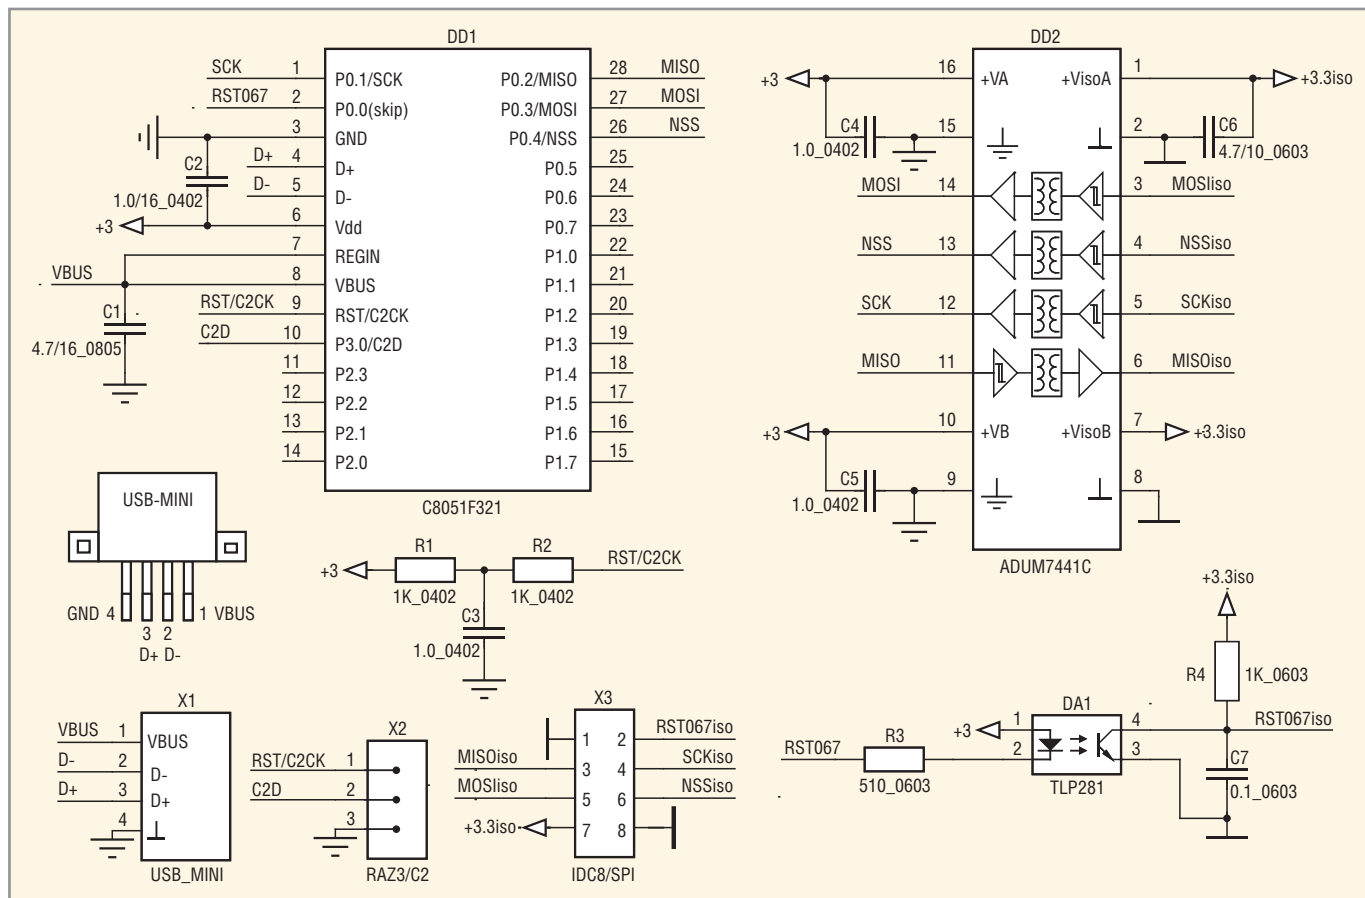 DD1
SCK 1 P0.1/SCK P0.2/MISO 28 MISO
RST067 2 P0.0(skip) P0.3/MOSI 27 MOSI
3 GND P0.4/NSS 26 NSS
C2
1.0/16_0402
D+ 4 D+ P0.5 25
D- 5 D- P0.6 24
+3 6 Vdd P0.7 23
7 REGIN P1.0 22
VBUS 8 VBUS P1.1 21
RST/C2CK 9 RST/C2CK P1.2 20
C1
4.7/16_0805
C2D 10 P3.0/C2D P1.3 19
11 P2.3 P1.4 18
12 P2.2 P1.5 17
13 P2.1 P1.6 16
14 P2.0 P1.7 15
C8051F321
DD2
+3 16 +VA +VisoA 1 +3.3iso
C4
1.0_0402
15 2
C6
4.7/10_0603
MOSI 14 3 MOSIiso
NSS 13 4 NSSiso
SCK 12 5 SCKiso
MISO 11 6 MISOiso
+3 10 +VB +VisoB 7 +3.3iso
C5
1.0_0402
9 8
ADUM7441C
USB-MINI
GND 4 1 VBUS
3 2
D+ D-
+3 R1 R2 RST/C2CK
1K_0402 1K_0402
C3
1.0_0402
X1
VBUS 1 VBUS
D- 2 D-
D+ 3 D+
4
USB_MINI
X2
RST/C2CK 1
C2D 2
3
RAZ3/C2
X3
1 2 RST067iso
MISOiso 3 4 SCKiso
MOSIiso 5 6 NSSiso
+3.3iso 7 8
IDC8/SPI
+3.3iso
R4 1K_0603
DA1
+3 1 4 RST067iso
RST067 R3 2 3
510_0603
TLP281
C7
0.1_0603